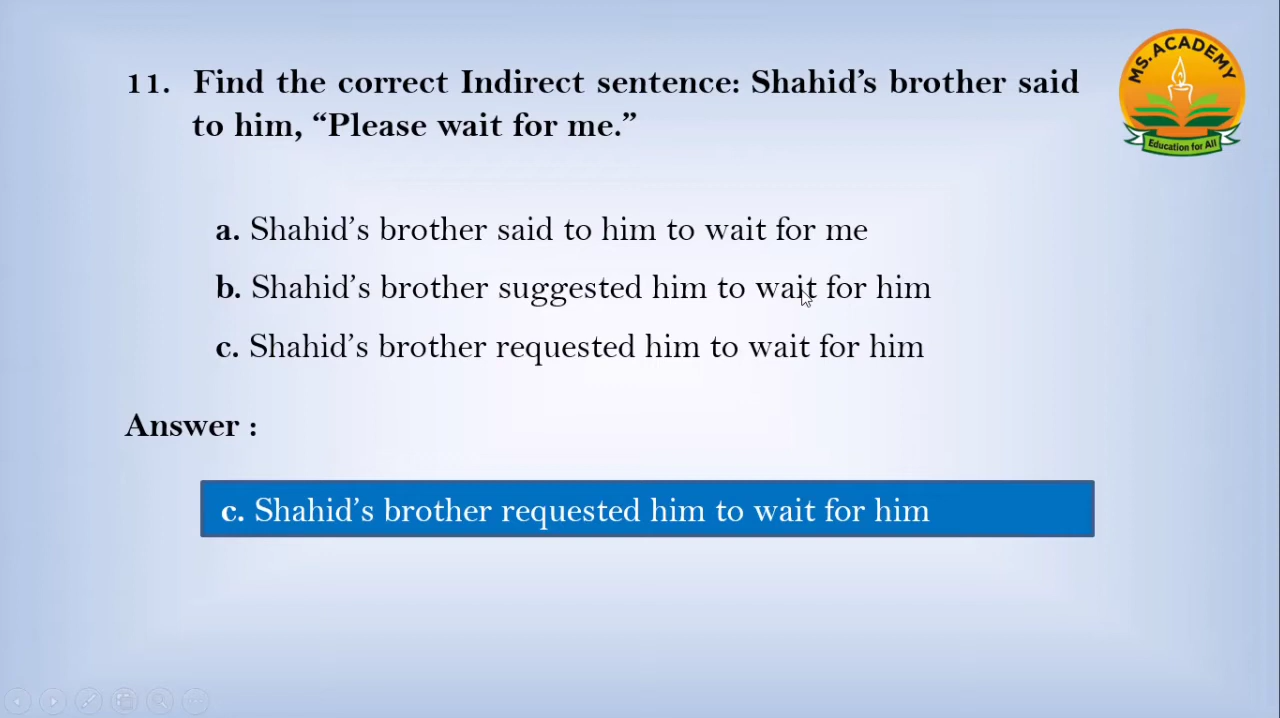 MS. ACADEMY
Education for All
11. Find the correct Indirect sentence: Shahid’s brother said
to him, “Please wait for me.”
a. Shahid’s brother said to him to wait for me
b. Shahid’s brother suggested him to wait for him
c. Shahid’s brother requested him to wait for him
Answer :
c. Shahid’s brother requested him to wait for him